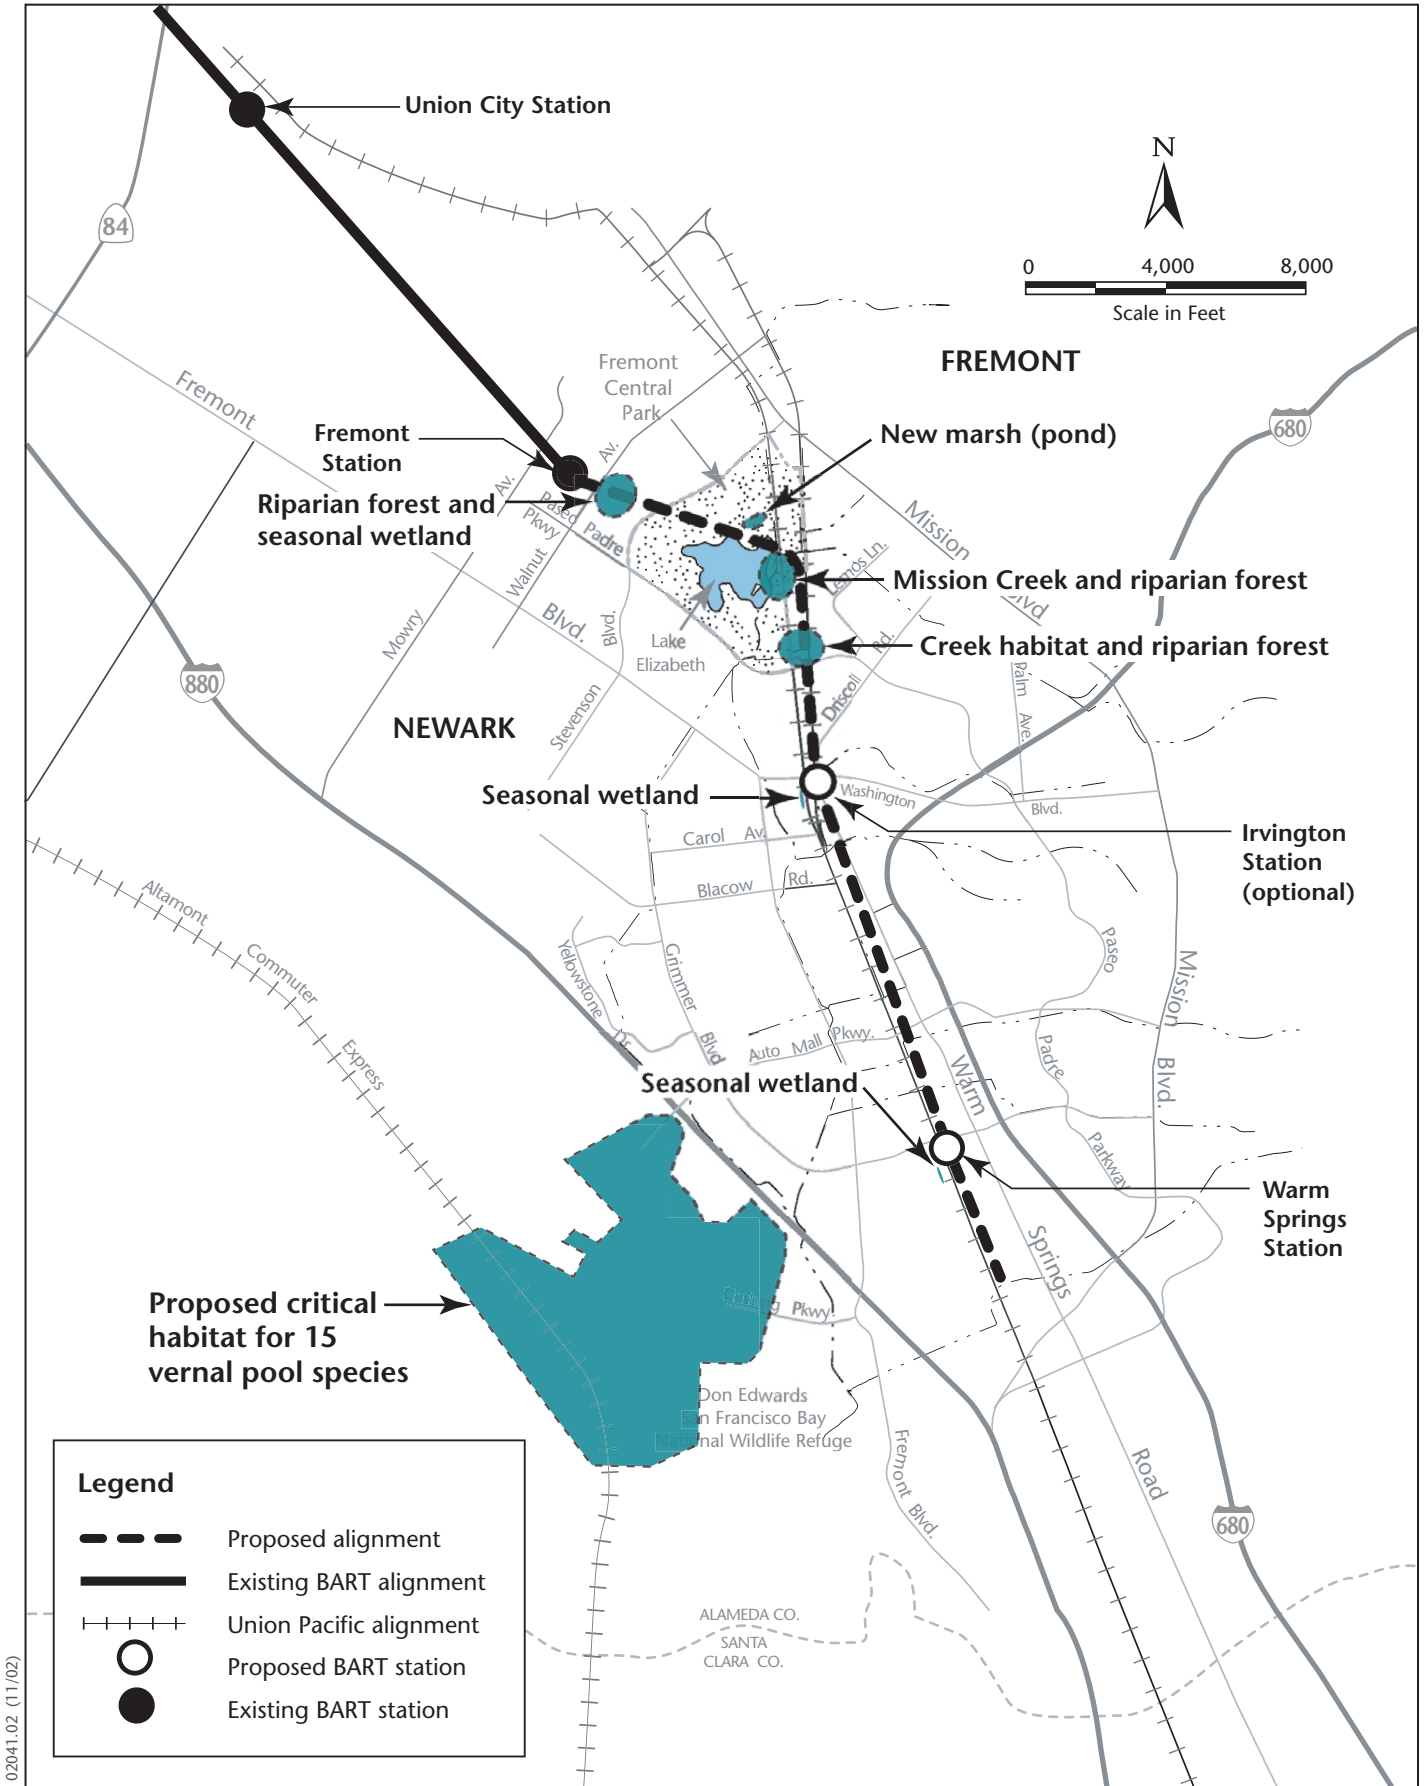 Union City Station
84
N
0 4,000 8,000
Scale in Feet
FREMONT
Fremont
Central
Park
680
Fremont
Fremont
Station
New marsh (pond)
Av.
Av.
Riparian forest and
seasonal wetland
Paseo Padre
Pkwy
Mission
Walnut
Mission Creek and riparian forest
Blvd.
Blvd.
Mowry
Lake
Elizabeth
Rd.
Creek habitat and riparian forest
880
Palm Ave.
Driscoll
NEWARK
Stevenson
Seasonal wetland
Washington
Blvd.
Carol Av.
Irvington
Station
(optional)
Blacow Rd.
Altamont
Commuter
Express
Yellowstone
Dr.
Grimmer
Blvd
Paseo
Padre
Parkway
Mission
Blvd.
Auto Mall Pkwy.
Seasonal wetland
Warm
Springs
Road
Warm
Springs
Station
Proposed critical
habitat for 15
vernal pool species
Pkwy.
Don Edwards
San Francisco Bay
National Wildlife Refuge
Fremont Blvd.
680
Legend
Proposed alignment
Existing BART alignment
Union Pacific alignment
Proposed BART station
Existing BART station
ALAMEDA CO.
SANTA
CLARA CO.
02041.02 (11/02)